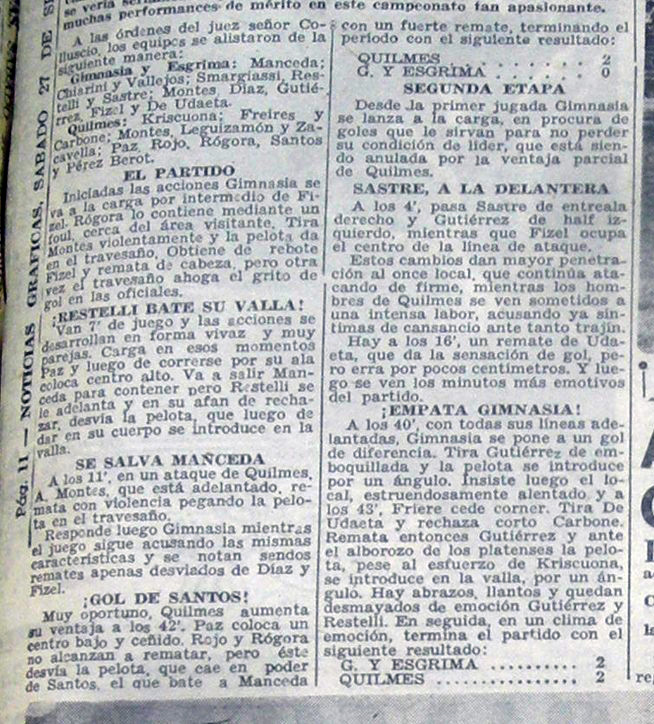 se vería
muchas performances de mérito en este campeonato tan apasionante.
A las órdenes del juez señor Co-
lluscio, los equipos se alistaron de la
siguiente manera:
Gimnasia y Esgrima: Manceda;
Chiarini y Vallejos; Smargiassi, Res-
telli y Sastre; Montes, Díaz, Gutié-
rrez, Fizel y De Udaeta.
Quilmes: Kriscuona; Freires y
Carbone; Montes, Leguizamón y Za-
cavella; Paz, Rojo, Rógora, Santos
y Pérez Berot.
EL PARTIDO
Iniciadas las acciones Gimnasia se
va a la carga por intermedio de Fi-
zel. Rógora lo contiene mediante un
foul, cerca del área visitante. Tira
Montes violentamente y la pelota da
en el travesaño. Obtiene de rebote
Fizel y remata de cabeza, pero otra
vez el travesaño ahoga el grito de
gol en las oficiales.
¡RESTELLI BATE SU VALLA!
Van 7' de juego y las acciones se
desarrollan en forma vivaz y muy
parejas. Carga en esos momentos
Paz y luego de correrse por su ala
coloca centro alto. Va a salir Man-
ceda para contener pero Restelli se
le adelanta y en su afán de recha-
zar, desvía la pelota, que luego de
dar en su cuerpo se introduce en la
valla.
SE SALVA MAÑCEDA
A los 11', en un ataque de Quilmes,
A. Montes, que está adelantado, re-
mata con violencia pegando la pelo-
ta en el travesaño.
Responde luego Gimnasia mientras
el juego sigue acusando las mismas
características y se notan sendos
remates apenas desviados de Díaz y
Fizel.
¡GOL DE SANTOS!
Muy oportuno, Quilmes aumenta
su ventaja a los 42'. Paz coloca un
centro bajo y ceñido. Rojo y Rógora
no alcanzan a rematar, pero éste
desvía la pelota, que cae en poder
de Santos, el que bate a Manceda
con un fuerte remate, terminando el
período con el siguiente resultado:
QUILMES . . . . . . . . 2
G. Y ESGRIMA . . . . . . . 0
SEGUNDA ETAPA
Desde la primer jugada Gimnasia
se lanza a la carga, en procura de
goles que le sirvan para no perder
su condición de líder, que está sien-
do anulada por la ventaja parcial
de Quilmes.
SASTRE, A LA DELANTERA
A los 4', pasa Sastre de entreala
derecho y Gutiérrez de half iz-
quierdo, mientras que Fizel ocupa
el centro de la línea de ataque.
Estos cambios dan mayor penetra-
ción al once local, que continúa ata-
cando de firme, mientras los hom-
bres de Quilmes se ven sometidos a
una intensa labor, acusando ya sín-
timas de cansancio ante tanto trajín.
Hay a los 16', un remate de Uda-
eta, que da la sensación de gol, pe-
ro erra por pocos centímetros. Y lue-
go se ven los minutos más emotivos
del partido.
¡EMPATA GIMNASIA!
A los 40', con todas sus líneas ade-
lantadas, Gimnasia se pone a un gol
de diferencia. Tira Gutiérrez de em-
boquillada y la pelota se introduce
por un ángulo. Insiste luego el lo-
cal, estruendosamente alentado y a
los 43', Friere cede corner. Tira De
Udaeta y rechaza corto Carbone.
Remata entonces Gutiérrez y ante
el alborozo de los platenses la pelo-
ta, pese al esfuerzo de Kriscuona,
se introduce en la valla, por un án-
gulo. Hay abrazos, llantos y quedan
desmayados de emoción Gutiérrez y
Restelli. En seguida, en un clima de
emoción, termina el partido con el
siguiente resultado:
G. Y ESGRIMA .......... 2
QUILMES ............... 2
Pág. 11 — NOTICIAS GRAFICAS, SABADO 27 DE SE